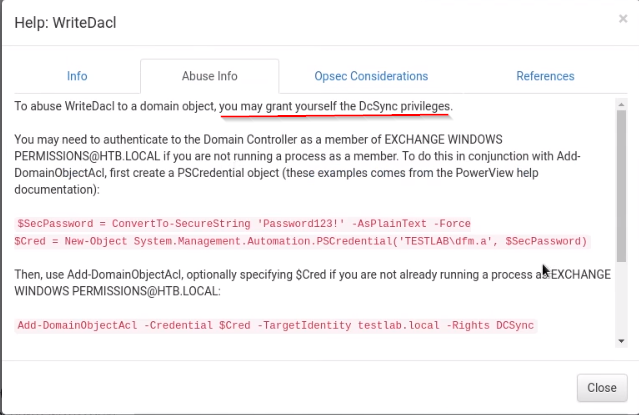 Help: WriteDacl
×
Info
Abuse Info
Opsec Considerations
References
To abuse WriteDacl to a domain object, you may grant yourself the DcSync privileges.
You may need to authenticate to the Domain Controller as a member of EXCHANGE WINDOWS
PERMISSIONS@HTB.LOCAL if you are not running a process as a member. To do this in conjunction with Add-
DomainObjectAcl, first create a PSCredential object (these examples comes from the PowerView help
documentation):
$SecPassword = ConvertTo-SecureString 'Password123!' -AsPlainText -Force
$Cred = New-Object System.Management.Automation.PSCredential('TESTLAB\dfm.a', $SecPassword)
Then, use Add-DomainObjectAcl, optionally specifying $Cred if you are not already running a process as EXCHANGE
WINDOWS PERMISSIONS@HTB.LOCAL:
Add-DomainObjectAcl -Credential $Cred -TargetIdentity testlab.local -Rights DCSync
Close